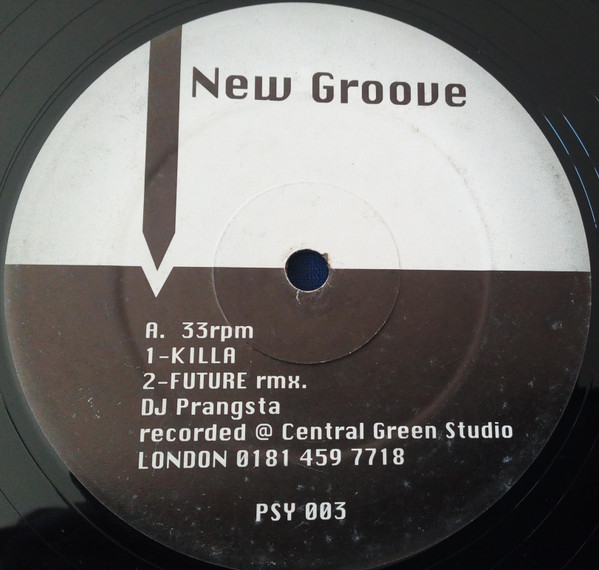 New Groove
A. 33rpm
1-KILLA
2-FUTURE rmx.
DJ Prangsta
recorded @ Central Green Studio
LONDON 0181 459 7718
PSY 003